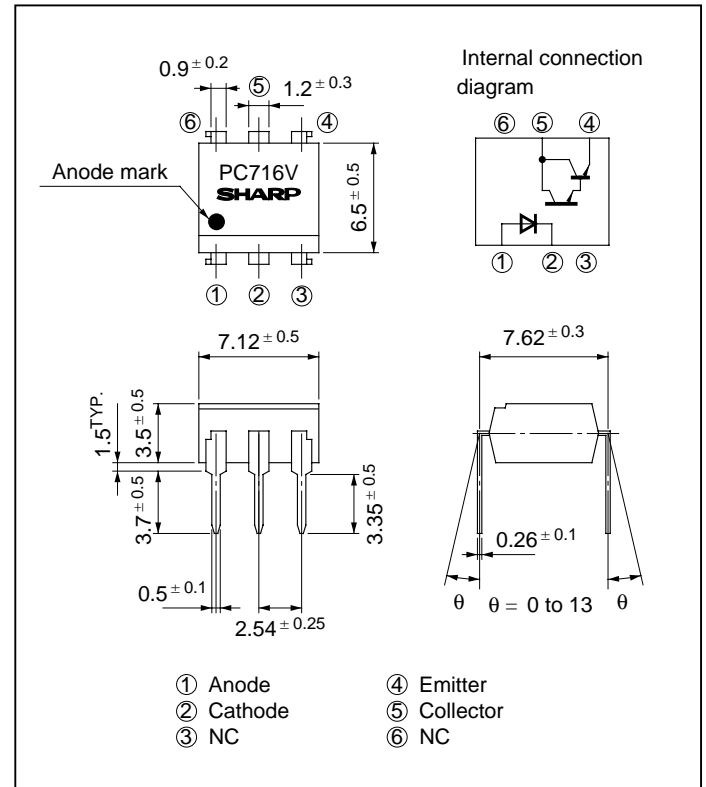 Internal connection
diagram
0.9 ± 0.2
⑤
1.2 ± 0.3
⑥
④
Anode mark
PC716V
SHARP
6.5 ± 0.5
①
②
③
⑥
⑤
④
①
②
③
7.12 ± 0.5
7.62 ± 0.3
1.5 TYP.
3.5 ± 0.5
3.7 ± 0.5
3.35 ± 0.5
0.5 ± 0.1
2.54 ± 0.25
0.26 ± 0.1
θ
θ = 0 to 13
θ
① Anode
② Cathode
③ NC
④ Emitter
⑤ Collector
⑥ NC